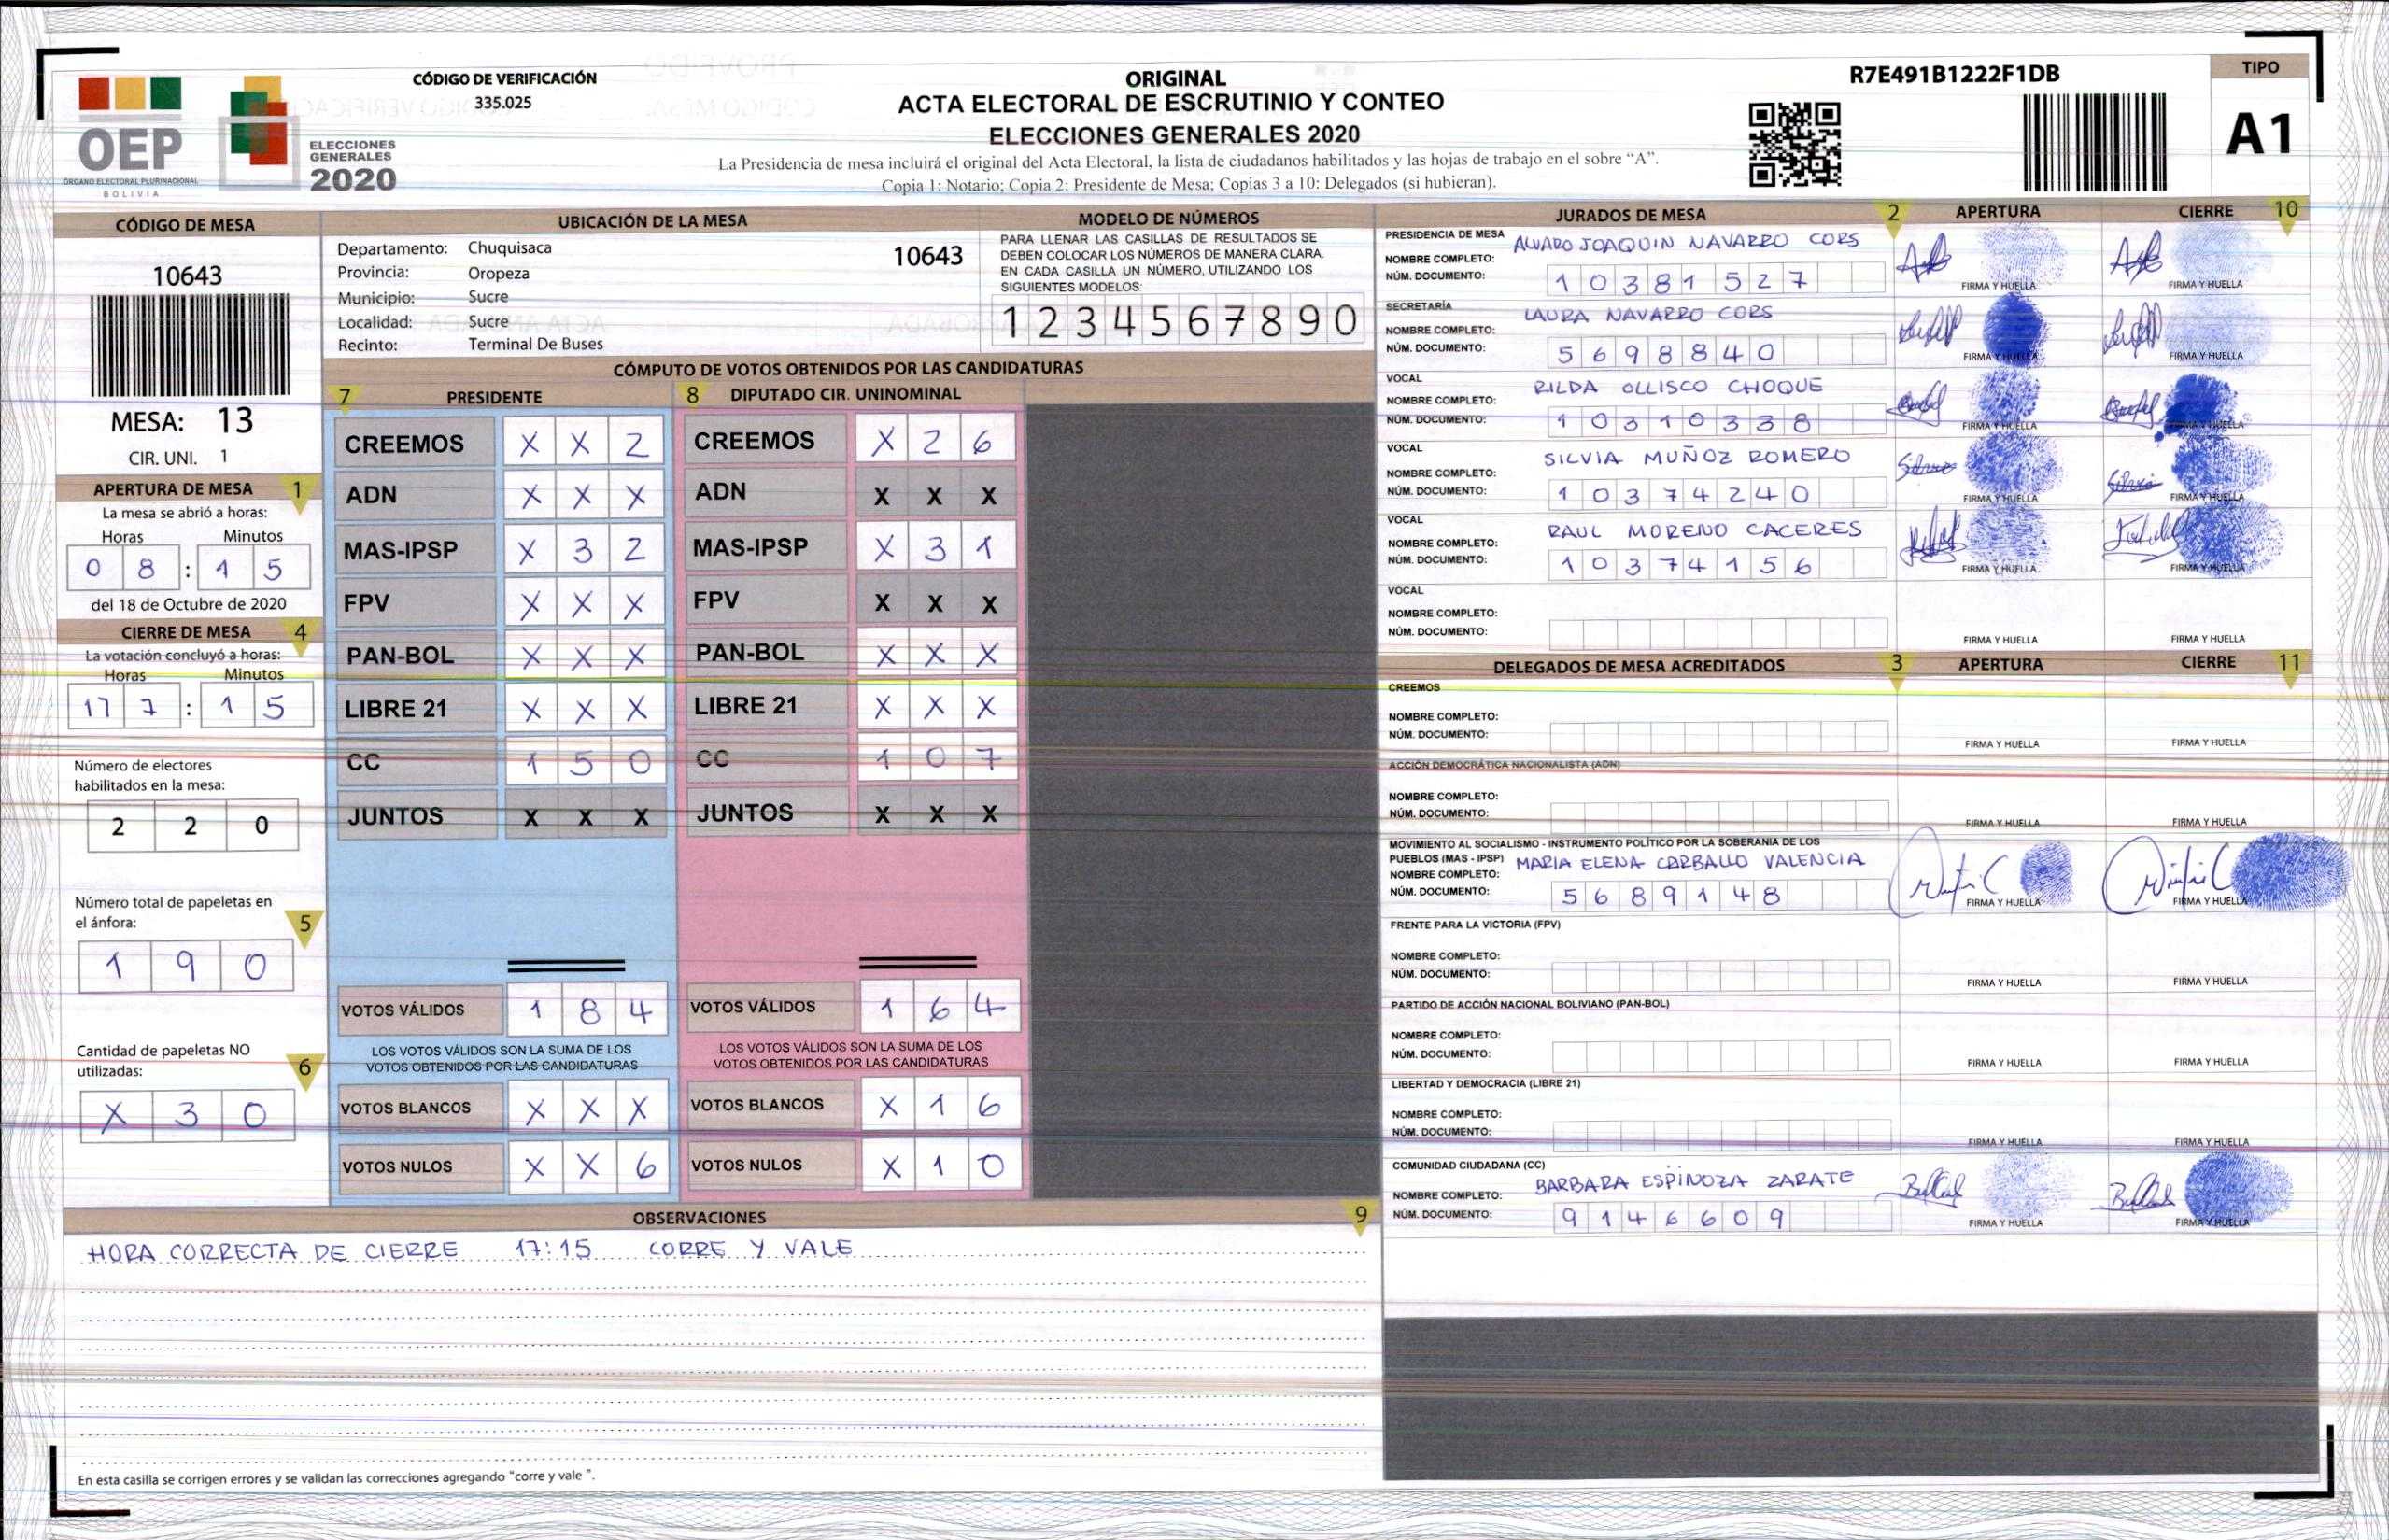 CÓDIGO DE VERIFICACIÓN
335.025
ORIGINAL
ACTA ELECTORAL DE ESCRUTINIO Y CONTEO
ELECCIONES GENERALES 2020
La Presidencia de mesa incluirá el original del Acta Electoral, la lista de ciudadanos habilitados y las hojas de trabajo en el sobre “A”.
Copia 1: Notario; Copia 2: Presidente de Mesa; Copias 3 a 10: Delegados (si hubieran).
R7E491B1222F1DB
TIPO
A1
OEP
ÓRGANO ELECTORAL PLURINACIONAL
BOLIVIA
ELECCIONES
GENERALES
2020
CÓDIGO DE MESA
10643
MESA: 13
CIR. UNI. 1
APERTURA DE MESA 1
La mesa se abrió a horas:
Horas Minutos
0 8 : 1 5
del 18 de Octubre de 2020
CIERRE DE MESA 4
La votación concluyó a horas:
Horas Minutos
17 7 : 1 5
Número de electores
habilitados en la mesa:
2 2 0
Número total de papeletas en
el ánfora: 5
1 9 0
Cantidad de papeletas NO
utilizadas: 6
X 3 0
UBICACIÓN DE LA MESA
Departamento: Chuquisaca 10643
Provincia: Oropeza
Municipio: Sucre
Localidad: Sucre
Recinto: Terminal De Buses
MODELO DE NÚMEROS
PARA LLENAR LAS CASILLAS DE RESULTADOS SE
DEBEN COLOCAR LOS NÚMEROS DE MANERA CLARA.
EN CADA CASILLA UN NÚMERO, UTILIZANDO LOS
SIGUIENTES MODELOS:
1 2 3 4 5 6 7 8 9 0
CÓMPUTO DE VOTOS OBTENIDOS POR LAS CANDIDATURAS
7 PRESIDENTE 8 DIPUTADO CIR. UNINOMINAL
CREEMOS X X 2 CREEMOS X 2 6
ADN X X X ADN X X X
MAS-IPSP X 3 2 MAS-IPSP X 3 1
FPV X X X FPV X X X
PAN-BOL X X X PAN-BOL X X X
LIBRE 21 X X X LIBRE 21 X X X
CC 1 5 0 CC 1 0 7
JUNTOS X X X JUNTOS X X X
VOTOS VÁLIDOS 1 8 4 VOTOS VÁLIDOS 1 6 4
LOS VOTOS VÁLIDOS SON LA SUMA DE LOS LOS VOTOS VÁLIDOS SON LA SUMA DE LOS
VOTOS OBTENIDOS POR LAS CANDIDATURAS VOTOS OBTENIDOS POR LAS CANDIDATURAS
VOTOS BLANCOS X X X VOTOS BLANCOS X 1 6
VOTOS NULOS X X 6 VOTOS NULOS X 1 0
OBSERVACIONES 9
HORA CORRECTA DE CIERRE 17:15 CORRE Y VALE
En esta casilla se corrigen errores y se validan las correcciones agregando “corre y vale ”.
JURADOS DE MESA 2 APERTURA CIERRE 10
PRESIDENCIA DE MESA ALVARO JOAQUIN NAVARRO CORS
NOMBRE COMPLETO:
NÚM. DOCUMENTO: 1 0 3 8 1 5 2 7 FIRMA Y HUELLA FIRMA Y HUELLA
SECRETARÍA LAURA NAVARRO CORS
NOMBRE COMPLETO:
NÚM. DOCUMENTO: 5 6 9 8 8 4 0 FIRMA Y HUELLA FIRMA Y HUELLA
VOCAL RILDA OLLISCO CHOQUE
NOMBRE COMPLETO:
NÚM. DOCUMENTO: 1 0 3 1 0 3 3 8 FIRMA Y HUELLA FIRMA Y HUELLA
VOCAL SILVIA MUÑOZ ROMERO
NOMBRE COMPLETO:
NÚM. DOCUMENTO: 1 0 3 7 4 2 4 0 FIRMA Y HUELLA FIRMA Y HUELLA
VOCAL RAUL MORENO CACERES
NOMBRE COMPLETO:
NÚM. DOCUMENTO: 1 0 3 7 4 1 5 6 FIRMA Y HUELLA FIRMA Y HUELLA
VOCAL
NOMBRE COMPLETO:
NÚM. DOCUMENTO: FIRMA Y HUELLA FIRMA Y HUELLA
DELEGADOS DE MESA ACREDITADOS 3 APERTURA CIERRE 11
CREEMOS
NOMBRE COMPLETO:
NÚM. DOCUMENTO: FIRMA Y HUELLA FIRMA Y HUELLA
ACCIÓN DEMOCRÁTICA NACIONALISTA (ADN)
NOMBRE COMPLETO:
NÚM. DOCUMENTO: FIRMA Y HUELLA FIRMA Y HUELLA
MOVIMIENTO AL SOCIALISMO - INSTRUMENTO POLÍTICO POR LA SOBERANIA DE LOS
PUEBLOS (MAS - IPSP) MARIA ELENA CARBALLO VALENCIA
NOMBRE COMPLETO:
NÚM. DOCUMENTO: 5 6 8 9 1 4 8 FIRMA Y HUELLA FIRMA Y HUELLA
FRENTE PARA LA VICTORIA (FPV)
NOMBRE COMPLETO:
NÚM. DOCUMENTO: FIRMA Y HUELLA FIRMA Y HUELLA
PARTIDO DE ACCIÓN NACIONAL BOLIVIANO (PAN-BOL)
NOMBRE COMPLETO:
NÚM. DOCUMENTO: FIRMA Y HUELLA FIRMA Y HUELLA
LIBERTAD Y DEMOCRACIA (LIBRE 21)
NOMBRE COMPLETO:
NÚM. DOCUMENTO: FIRMA Y HUELLA FIRMA Y HUELLA
COMUNIDAD CIUDADANA (CC) BARBARA ESPINOZA ZARATE
NOMBRE COMPLETO:
NÚM. DOCUMENTO: 9 1 4 6 6 0 9 FIRMA Y HUELLA FIRMA Y HUELLA